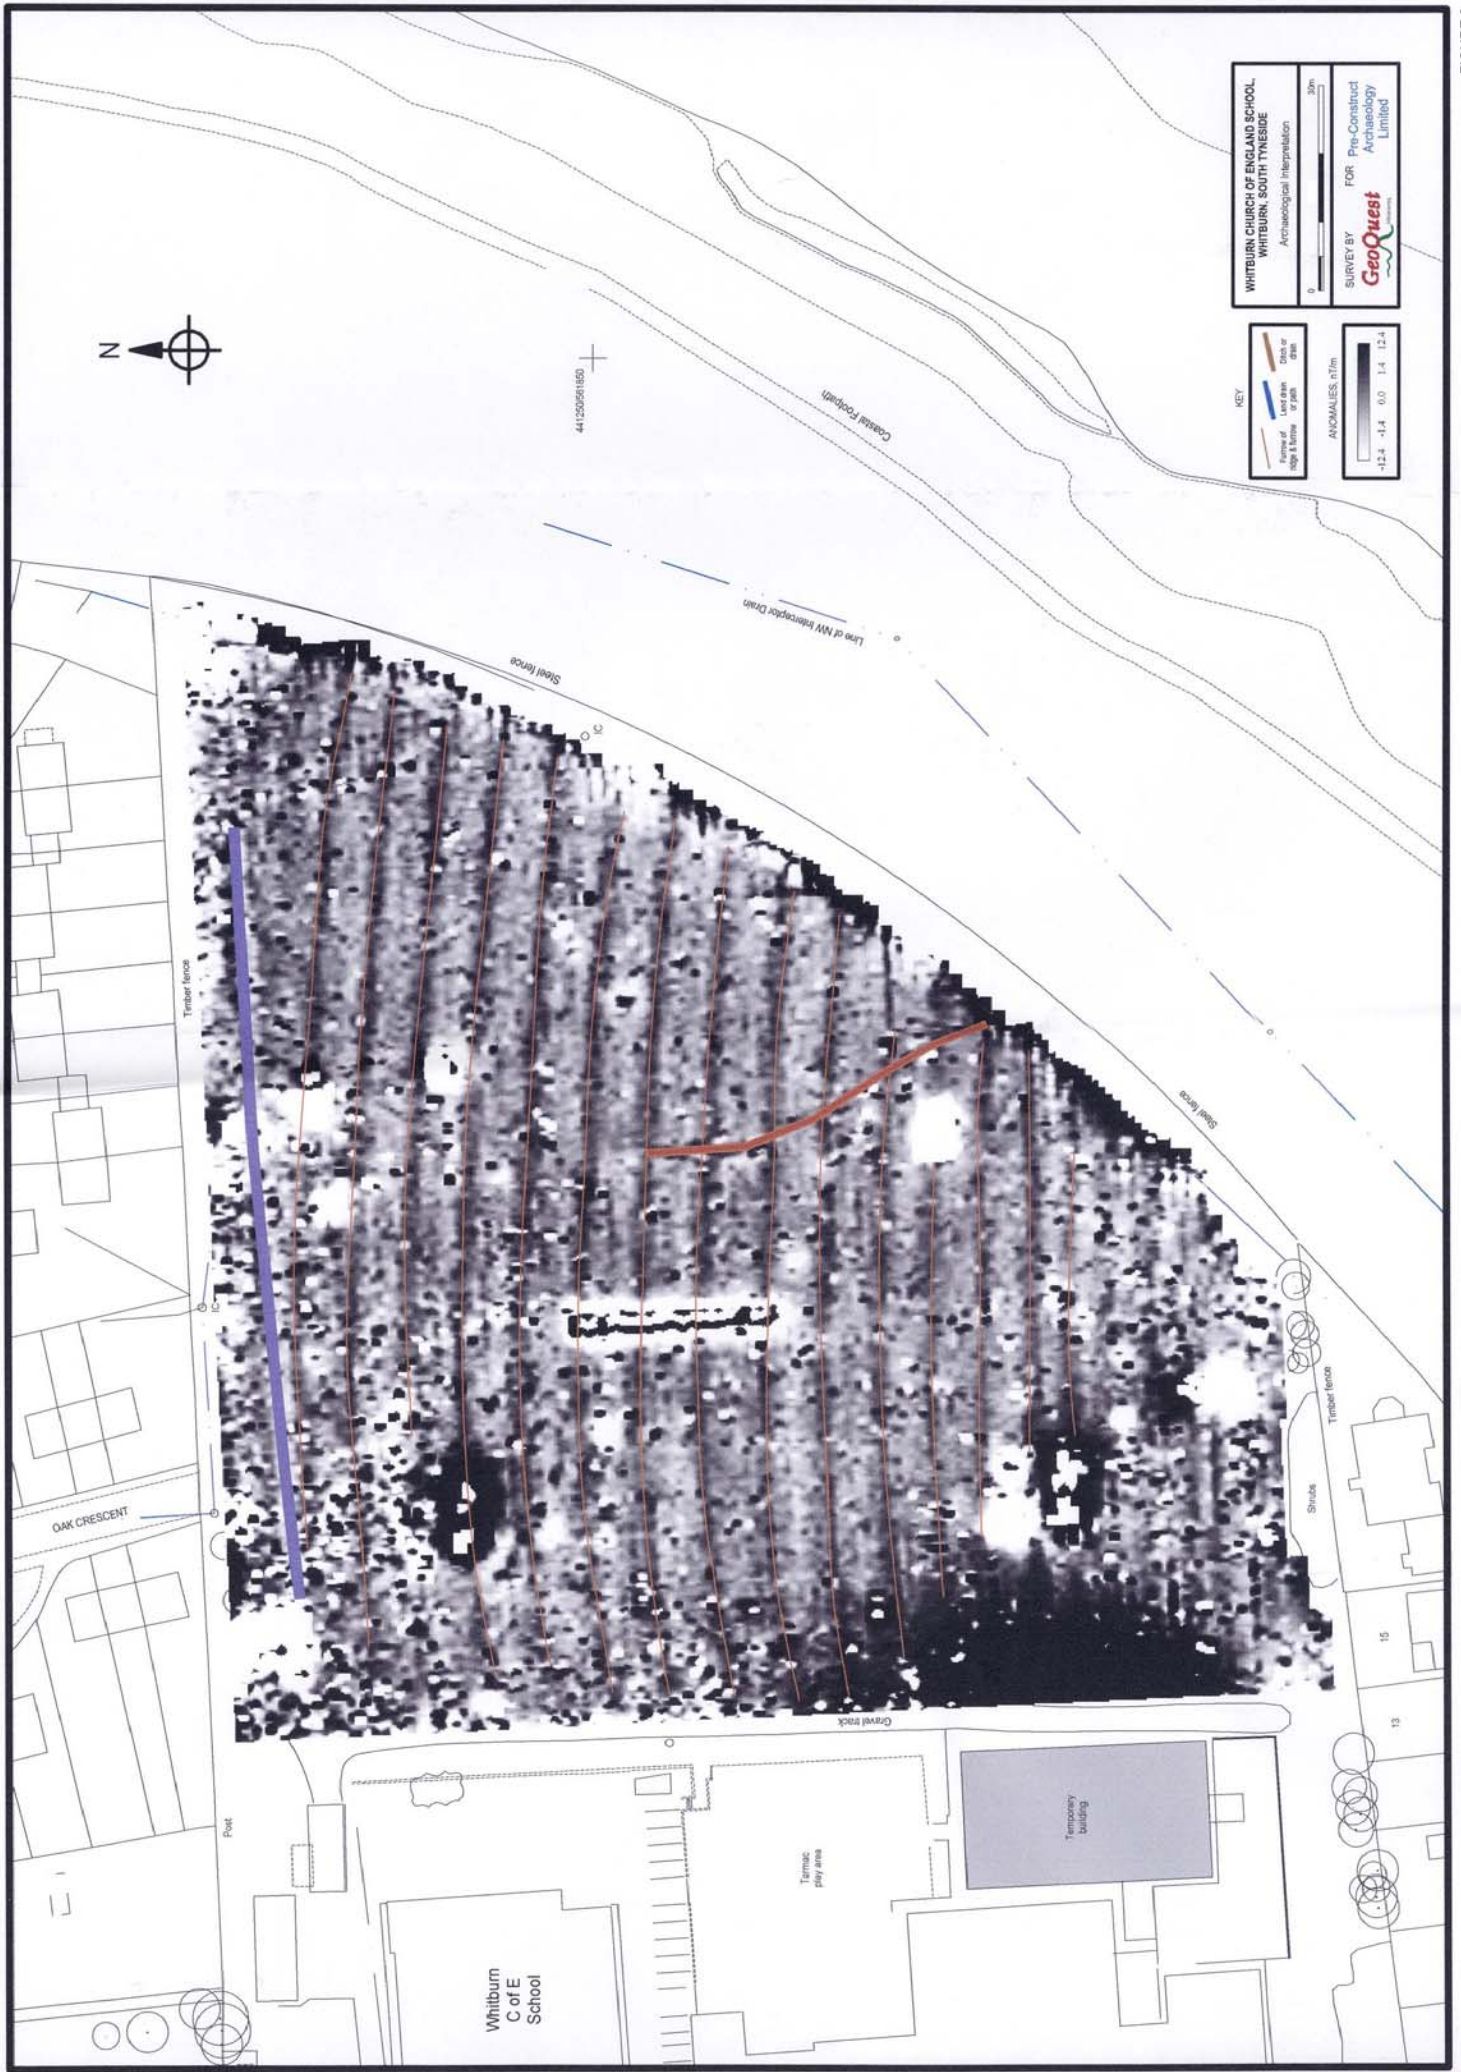 WHITBURN CHURCH OF ENGLAND SCHOOL,
WHITBURN, SOUTH TYNESIDE
Archaeological Interpretation
0 30m
SURVEY BY
GeoQuest
FOR
Pre-Construct
Archaeology
Limited
KEY
Furrow of
ridge & furrow
Land drain
or path
Ditch or
drain
ANOMALIES, nT/m
-12.4 -1.4 0.0 1.4 12.4
N
441250/561850
Coastal Footpath
Line of NW Interceptor Drain
Steel fence
IC
Timber fence
IC
OAK CRESCENT
Steel fence
Timber fence
Shrubs
15
13
Gravel track
Post
Temporary
building
Tarmac
play area
Whitburn
C of E
School